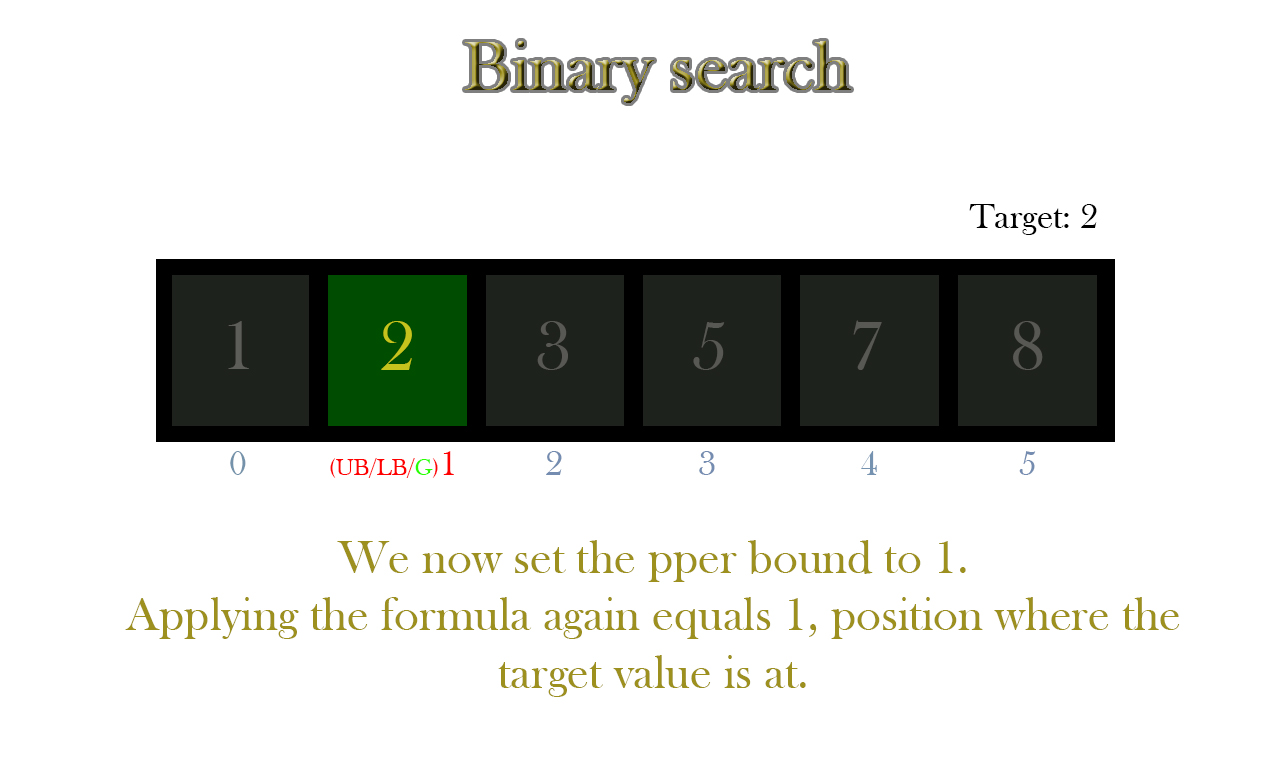 Binary search
Target: 2
1 2 3 5 7 8
0 (UB/LB/G)1 2 3 4 5
We now set the pper bound to 1.
Applying the formula again equals 1, position where the
target value is at.